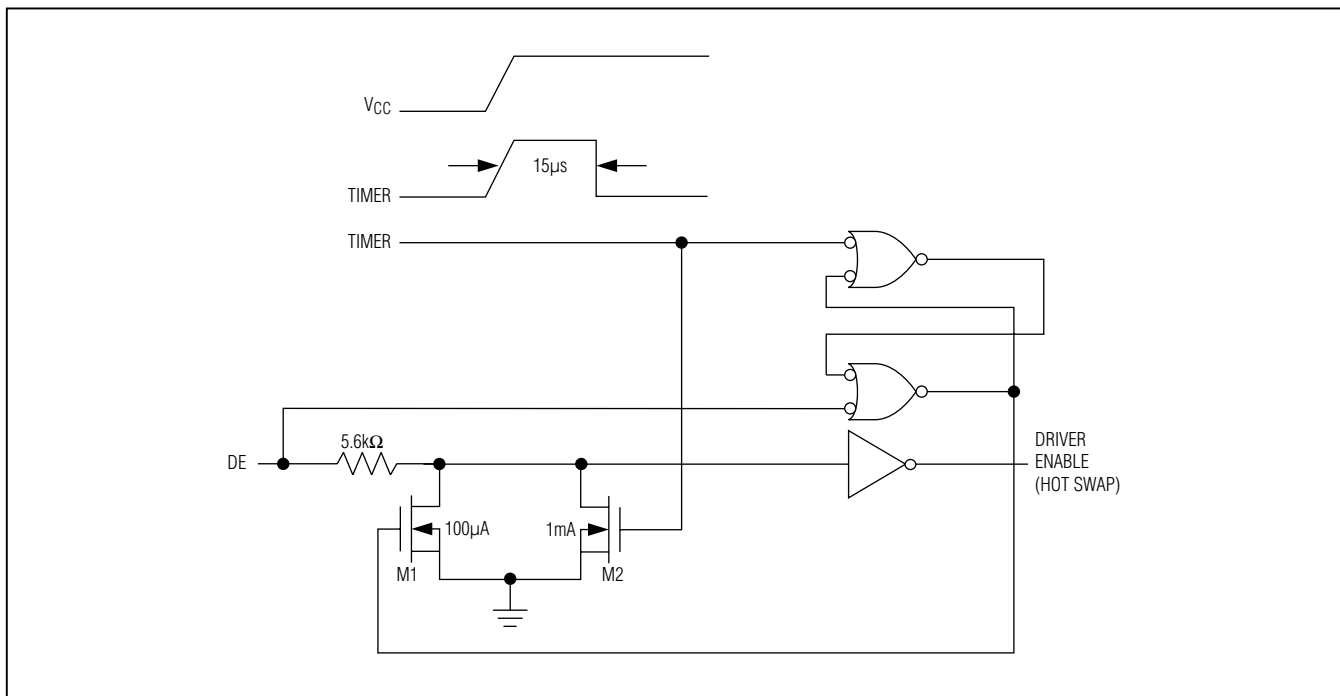 VCC
15µs
TIMER
TIMER
5.6kΩ
DE
100µA
1mA
M1
M2
DRIVER
ENABLE
(HOT SWAP)